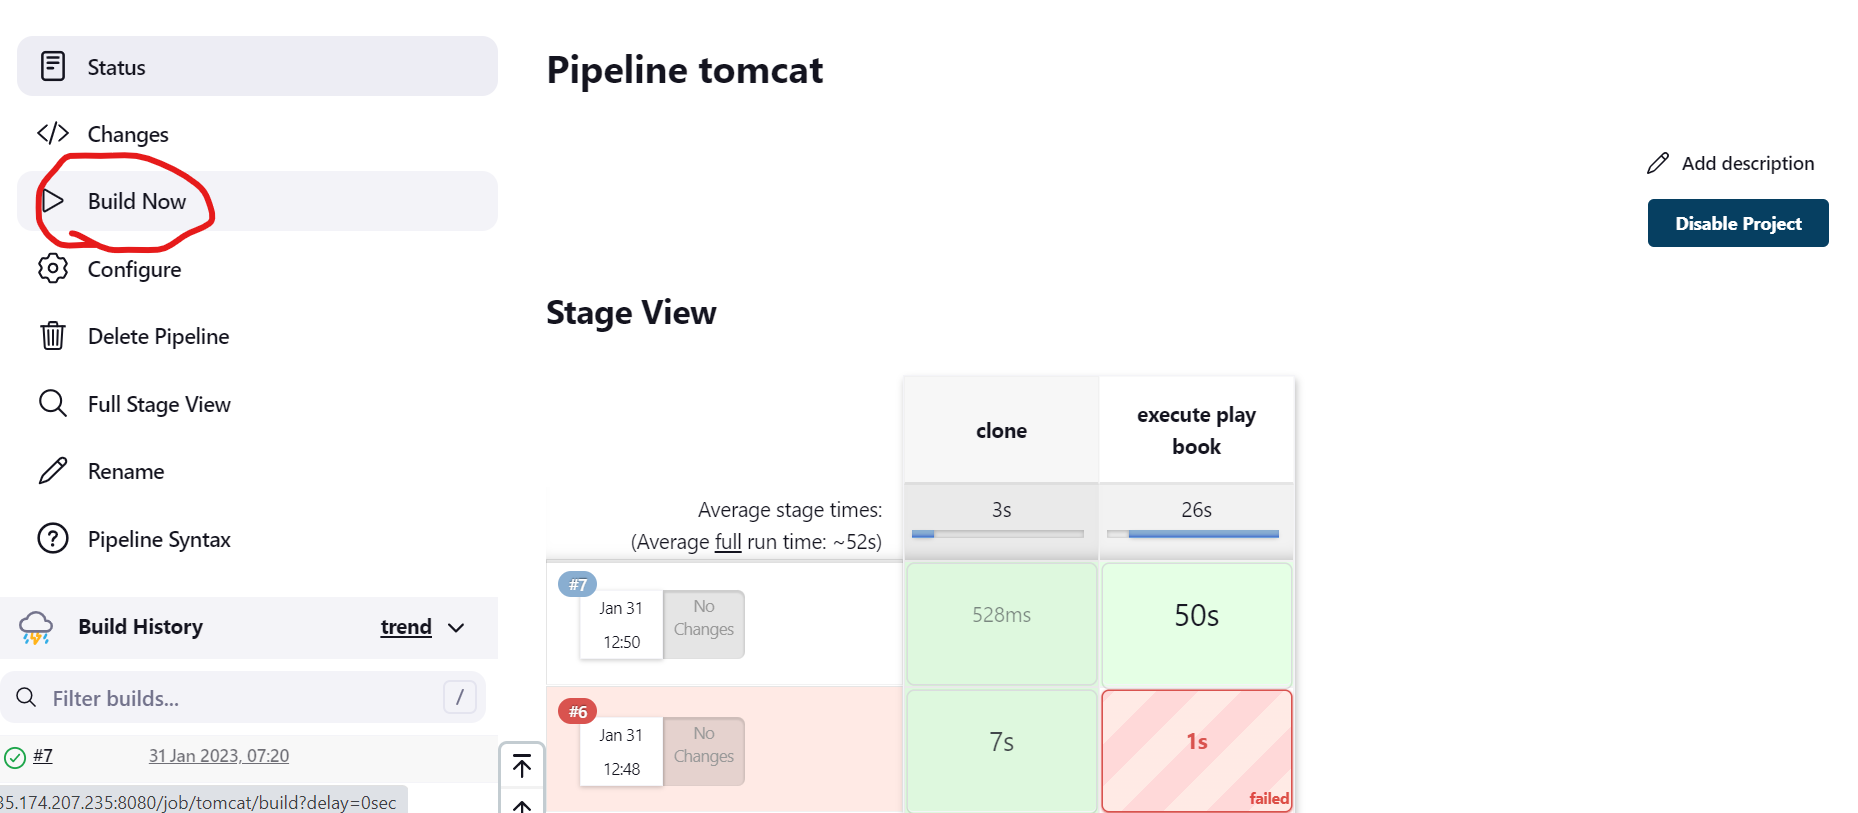 Status
Changes
Build Now
Configure
Delete Pipeline
Full Stage View
Rename
Pipeline Syntax
Build History
trend
Filter builds...
/
#7
31 Jan 2023, 07:20
35.174.207.235:8080/job/tomcat/build?delay=0sec
Pipeline tomcat
Add description
Disable Project
Stage View
clone
execute play
book
Average stage times:
(Average full run time: ~52s)
3s
26s
#7
Jan 31
12:50
No
Changes
528ms
50s
#6
Jan 31
12:48
No
Changes
7s
1s
failed